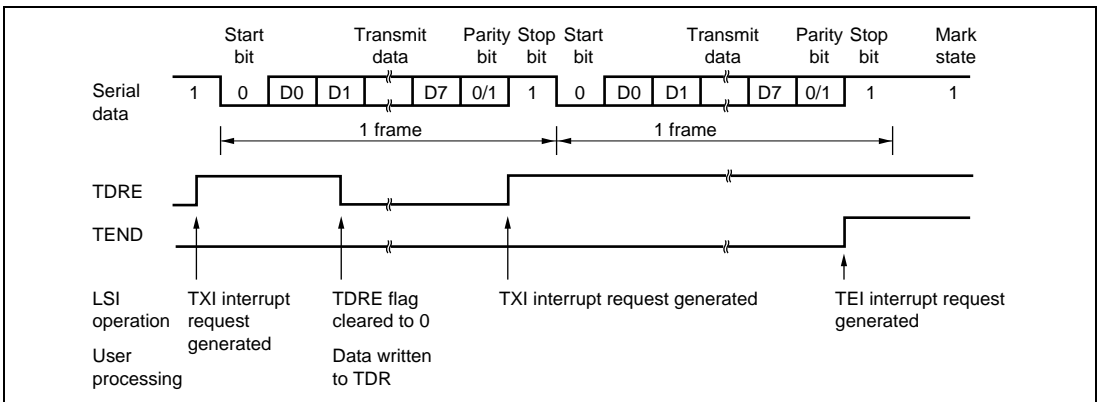 Start bit Transmit data Parity bit Stop bit Start bit Transmit data Parity bit Stop bit Mark state
Serial data 1 0 D0 D1 D7 0/1 1 0 D0 D1 D7 0/1 1 1
1 frame 1 frame
TDRE
TEND
LSI operation TXI interrupt request generated TDRE flag cleared to 0 TXI interrupt request generated TEI interrupt request generated
User processing Data written to TDR